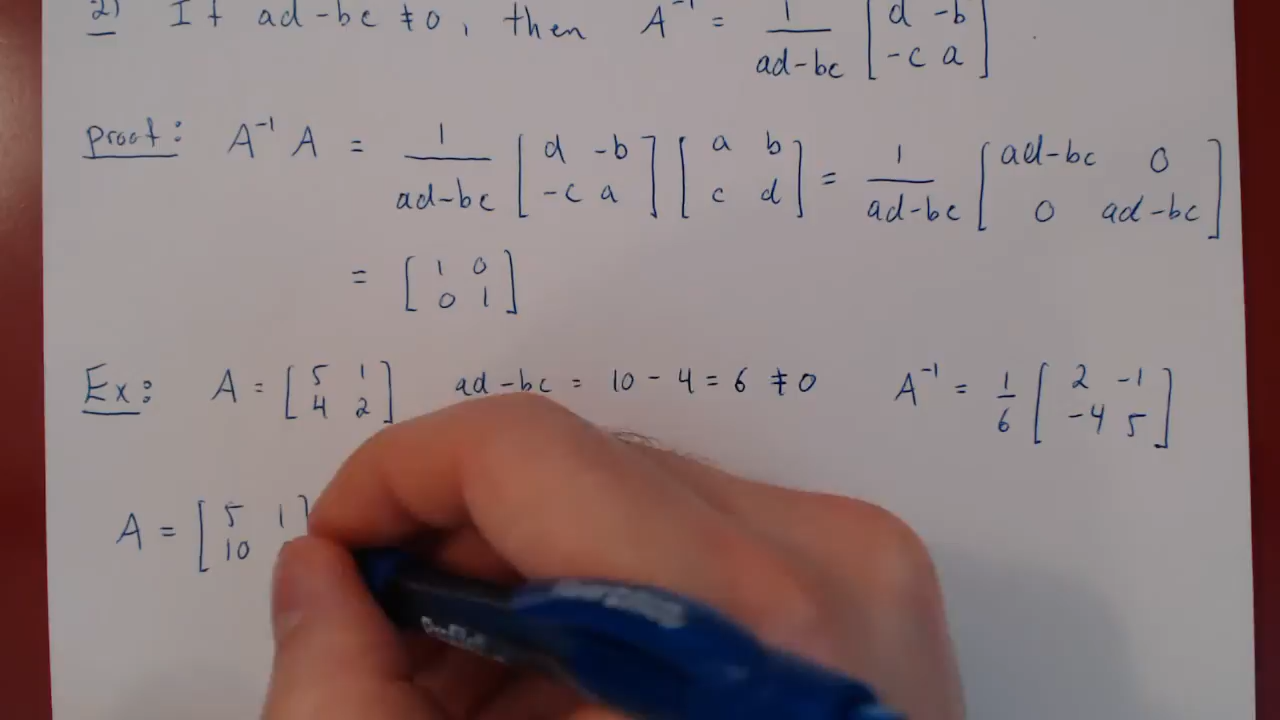 2) If ad-bc ≠ 0, then A⁻¹ = 1/(ad-bc) [d -b; -c a]
Proof: A⁻¹ A = 1/(ad-bc) [d -b; -c a] [a b; c d] = 1/(ad-bc) [ad-bc 0; 0 ad-bc]
= [1 0; 0 1]
Ex: A = [5 1; 4 2] ad-bc = 10 - 4 = 6 ≠ 0 A⁻¹ = 1/6 [2 -1; -4 5]
A = [5 1; 10